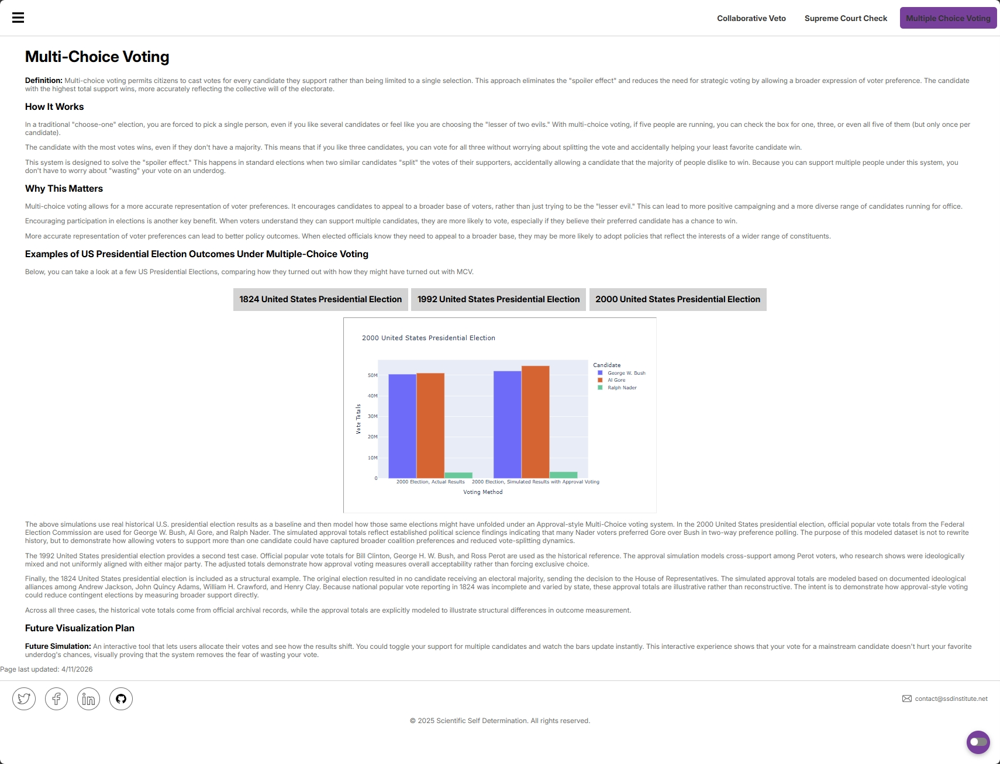 Collaborative Veto
Supreme Court Check
Multiple Choice Voting
Multi-Choice Voting
Definition: Multi-choice voting permits citizens to cast votes for every candidate they support rather than being limited to a single selection. This approach eliminates the "spoiler effect" and reduces the need for strategic voting by allowing a broader expression of voter preference. The candidate
with the highest total support wins, more accurately reflecting the collective will of the electorate.
How It Works
In a traditional "choose-one" election, you are forced to pick a single person, even if you like several candidates or feel like you are choosing the "lesser of two evils." With multi-choice voting, if five people are running, you can check the box for one, three, or even all five of them (but only once per
candidate).
The candidate with the most votes wins, even if they don't have a majority. This means that if you like three candidates, you can vote for all three without worrying about splitting the vote and accidentally helping your least favorite candidate win.
This system is designed to solve the "spoiler effect." This happens in standard elections when two similar candidates "split" the votes of their supporters, accidentally allowing a candidate that the majority of people dislike to win. Because you can support multiple people under this system, you
don't have to worry about "wasting" your vote on an underdog.
Why This Matters
Multi-choice voting allows for a more accurate representation of voter preferences. It encourages candidates to appeal to a broader base of voters, rather than just trying to be the "lesser evil." This can lead to more positive campaigning and a more diverse range of candidates running for office.
Encouraging participation in elections is another key benefit. When voters understand they can support multiple candidates, they are more likely to vote, especially if they believe their preferred candidate has a chance to win.
More accurate representation of voter preferences can lead to better policy outcomes. When elected officials know they need to appeal to a broader base, they may be more likely to adopt policies that reflect the interests of a wider range of constituents.
Examples of US Presidential Election Outcomes Under Multiple-Choice Voting
Below, you can take a look at a few US Presidential Elections, comparing how they turned out with how they might have turned out with MCV.
1824 United States Presidential Election
1992 United States Presidential Election
2000 United States Presidential Election
2000 United States Presidential Election
Candidate
George W. Bush
Al Gore
Ralph Nader
50M
40M
30M
20M
10M
0
Vote Totals
2000 Election, Actual Results
2000 Election, Simulated Results with Approval Voting
Voting Method
The above simulations use real historical U.S. presidential election results as a baseline and then model how those same elections might have unfolded under an Approval-style Multi-Choice voting system. In the 2000 United States presidential election, official popular vote totals from the Federal
Election Commission are used for George W. Bush, Al Gore, and Ralph Nader. The simulated approval totals reflect established political science findings indicating that many Nader voters preferred Gore over Bush in two-way preference polling. The purpose of this modeled dataset is not to rewrite
history, but to demonstrate how allowing voters to support more than one candidate could have captured broader coalition preferences and reduced vote-splitting dynamics.
The 1992 United States presidential election provides a second test case. Official popular vote totals for Bill Clinton, George H. W. Bush, and Ross Perot are used as the historical reference. The approval simulation models cross-support among Perot voters, who research shows were ideologically
mixed and not uniformly aligned with either major party. The adjusted totals demonstrate how approval voting measures overall acceptability rather than forcing exclusive choice.
Finally, the 1824 United States presidential election is included as a structural example. The original election resulted in no candidate receiving an electoral majority, sending the decision to the House of Representatives. The simulated approval totals are modeled based on documented ideological
alliances among Andrew Jackson, John Quincy Adams, William H. Crawford, and Henry Clay. Because national popular vote reporting in 1824 was incomplete and varied by state, these approval totals are illustrative rather than reconstructive. The intent is to demonstrate how approval-style voting
could reduce contingent elections by measuring broader support directly.
Across all three cases, the historical vote totals come from official archival records, while the approval totals are explicitly modeled to illustrate structural differences in outcome measurement.
Future Visualization Plan
Future Simulation: An interactive tool that lets users allocate their votes and see how the results shift. You could toggle your support for multiple candidates and watch the bars update instantly. This interactive experience shows that your vote for a mainstream candidate doesn't hurt your favorite
underdog's chances, visually proving that the system removes the fear of wasting your vote.
Page last updated: 4/11/2026
contact@ssdinstitute.net
© 2025 Scientific Self Determination. All rights reserved.